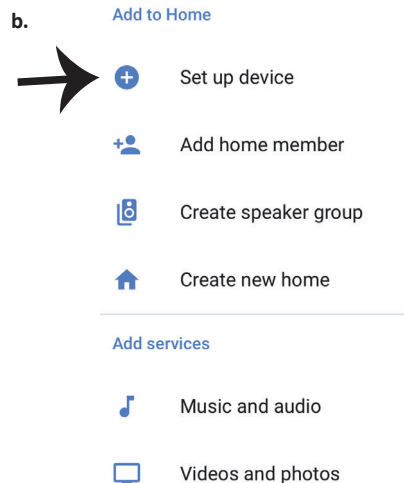 b.
Add to Home
Set up device
Add home member
Create speaker group
Create new home
Add services
Music and audio
Videos and photos